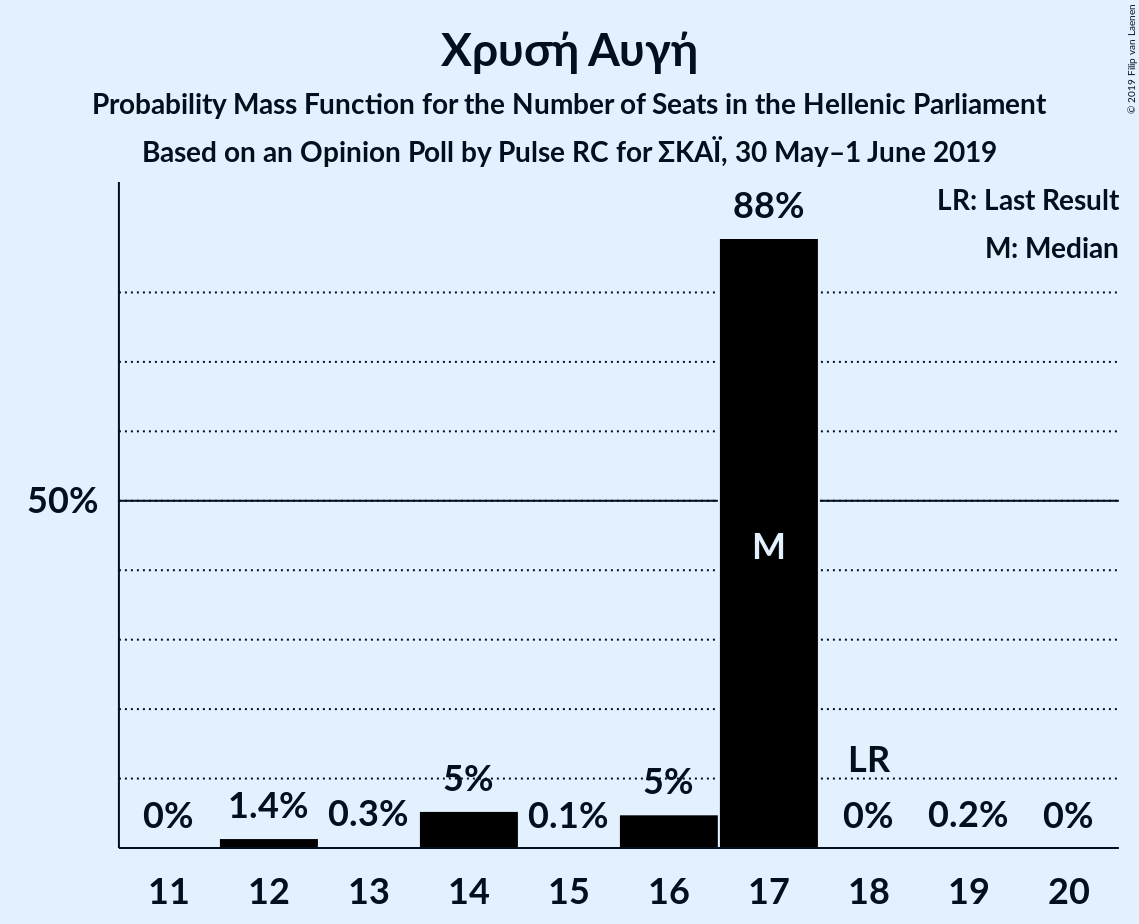 © 2019 Filip van Laenen
Χρυσή Αυγή
Probability Mass Function for the Number of Seats in the Hellenic Parliament
Based on an Opinion Poll by Pulse RC for ΣΚΑΪ, 30 May–1 June 2019
LR: Last Result
M: Median
88%
50%
M
LR
0% 1.4% 0.3% 5% 0.1% 5% 0% 0.2% 0%
11 12 13 14 15 16 17 18 19 20